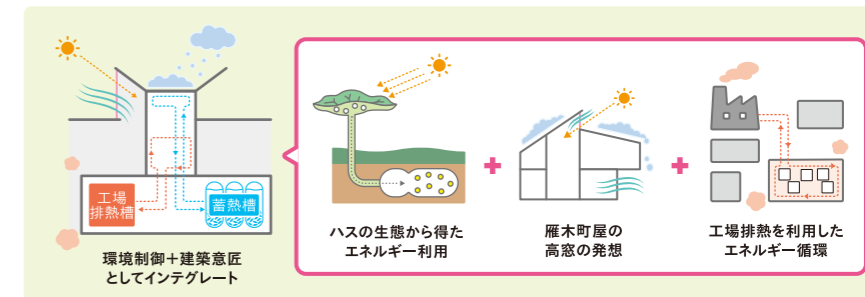 工場
排熱槽
蓄熱槽
環境制御＋建築意匠
としてインテグレート
ハスの生態から得た
エネルギー利用
+
雁木町屋の
高窓の発想
+
工場排熱を利用した
エネルギー循環